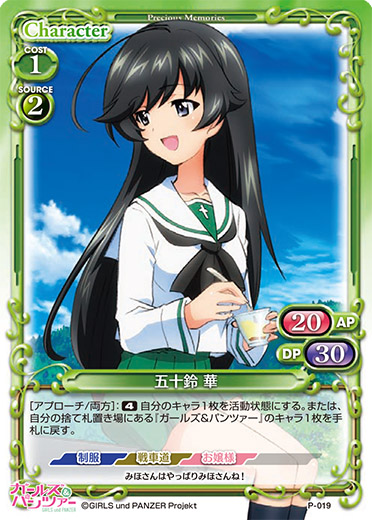 Precious Memories
Character
COST
1
SOURCE
2
20 AP
DP 30
五十鈴 華
[アプローチ/両方]：4 自分のキャラ1枚を活動状態にする。または、
自分の捨て札置き場にある『ガールズ&パンツァー』のキャラ1枚を手
札に戻す。
制服 戦車道 お嬢様
みほさんはやっぱりみほさんね！
ガールズ&パンツァー
GIRLS und PANZER
©GIRLS und PANZER Projekt
P-019